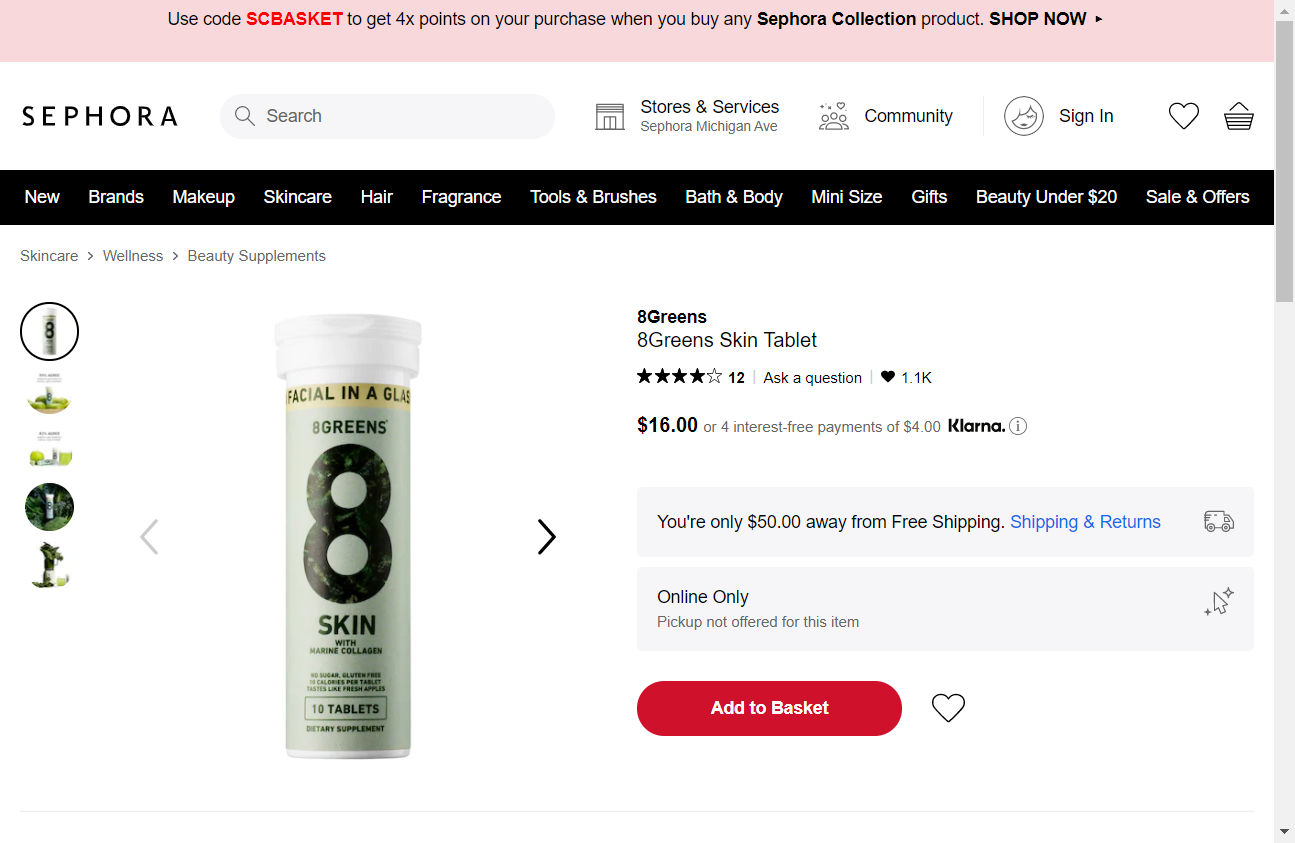 Use code SCBASKET to get 4x points on your purchase when you buy any Sephora Collection product. SHOP NOW ▸
SEPHORA
Search
Stores & Services
Sephora Michigan Ave
Community
Sign In
New Brands Makeup Skincare Hair Fragrance Tools & Brushes Bath & Body Mini Size Gifts Beauty Under $20 Sale & Offers
Skincare > Wellness > Beauty Supplements
8
FACIAL IN A GLAS
8GREENS
8
SKIN
WITH
MARINE COLLAGEN
NO SUGAR, GLUTEN FREE
10 CALORIES PER TABLET
TASTES LIKE FRESH APPLES
10 TABLETS
DIETARY SUPPLEMENT
8Greens
8Greens Skin Tablet
12 | Ask a question | 1.1K
$16.00 or 4 interest-free payments of $4.00 Klarna.
You're only $50.00 away from Free Shipping. Shipping & Returns
Online Only
Pickup not offered for this item
Add to Basket